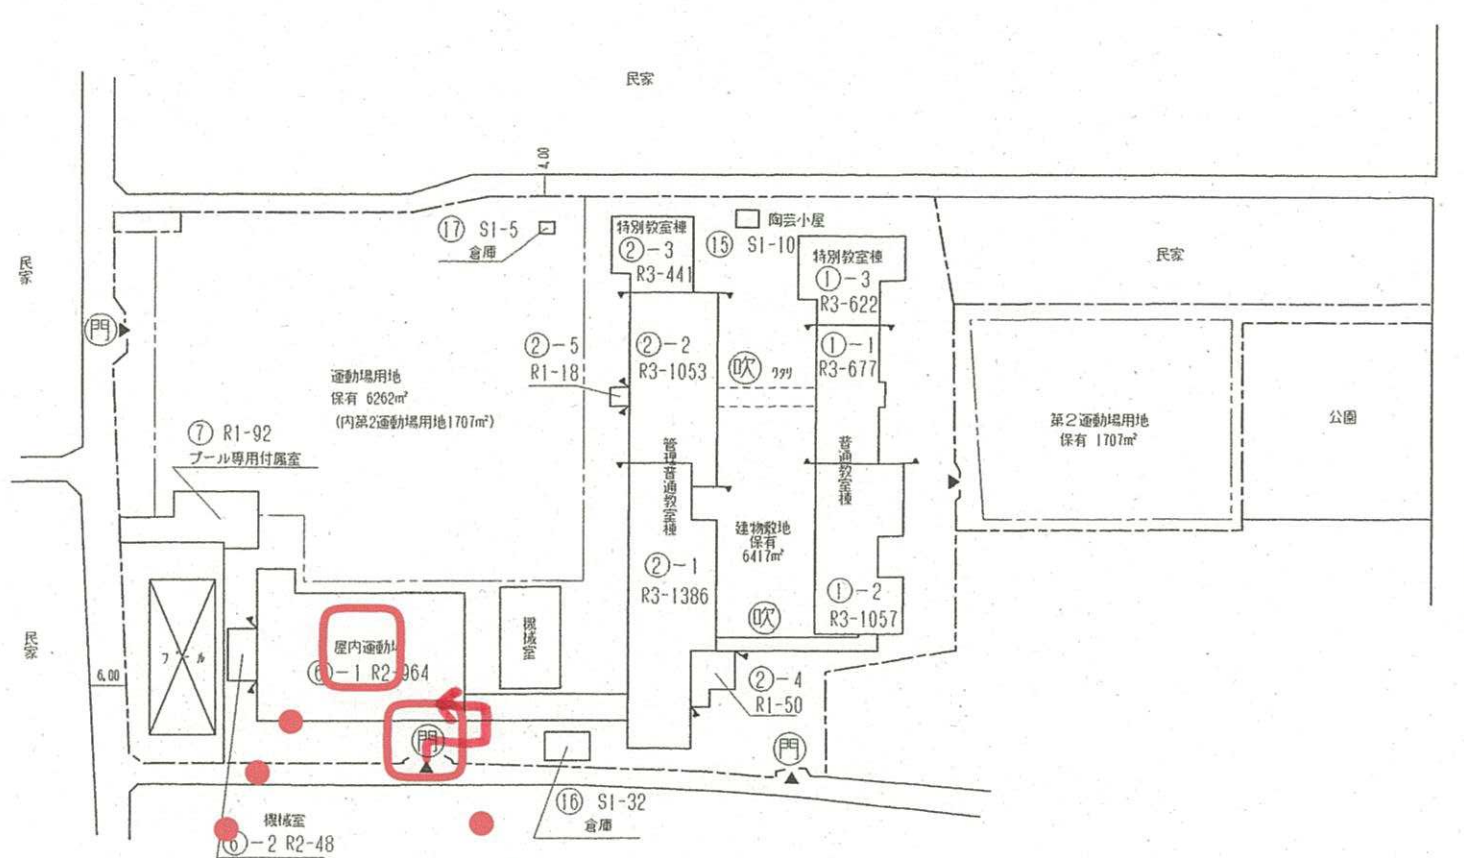 民家
7.00
⑰ S1-5
倉庫
特別教室棟
②-3
R3-441
陶芸小屋
⑮ S1-10
特別教室棟
①-3
R3-622
民家
民家
門
②-5
R1-18
②-2
R3-1053
吹 ワタリ
①-1
R3-677
運動場用地
保有 6262㎡
(内第2運動場用地1707㎡)
第2運動場用地
保有 1707㎡
公園
⑦ R1-92
プール専用付属室
管理普通教室棟
普通教室棟
建物敷地
保有
6417㎡
②-1
R3-1386
①-2
R3-1057
吹
民家
プール
屋内運動場
⑥-1 R2-964
機械室
6.00
②-4
R1-50
門
門
⑯ S1-32
倉庫
機械室
⑥-2 R2-48